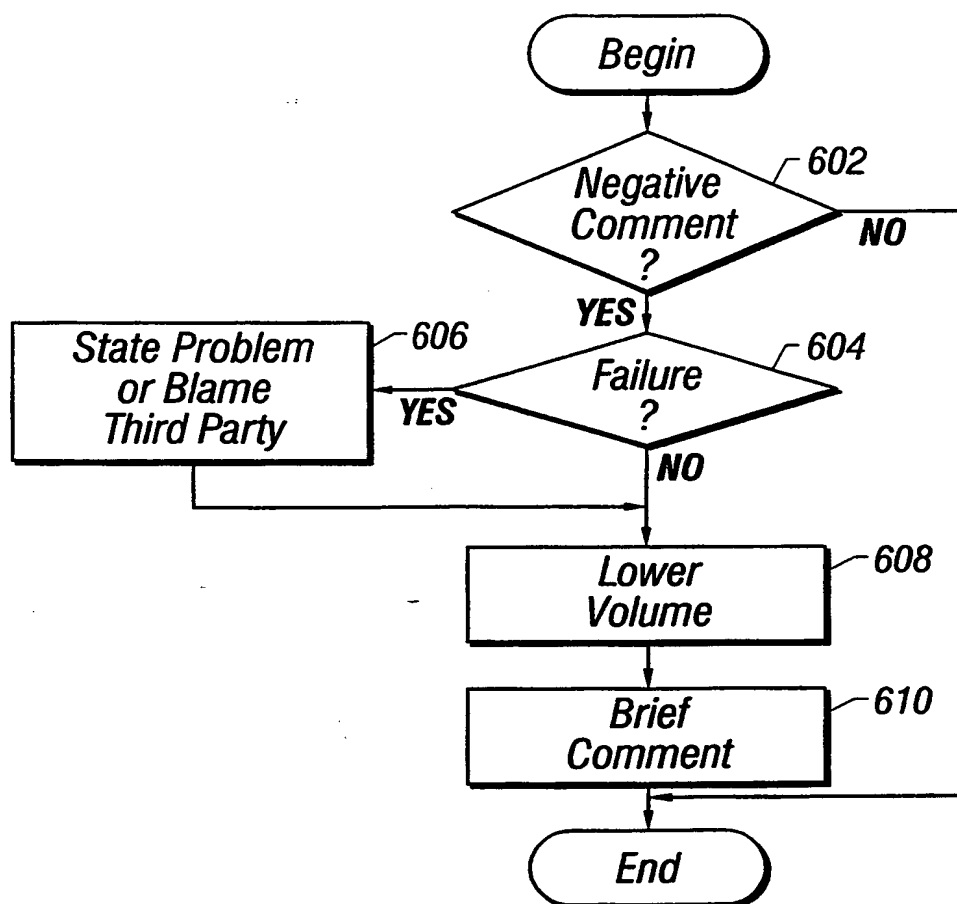 Begin
602
Negative
Comment
?
NO
YES
604
Failure
?
YES
NO
606
State Problem
or Blame
Third Party
608
Lower
Volume
610
Brief
Comment
End